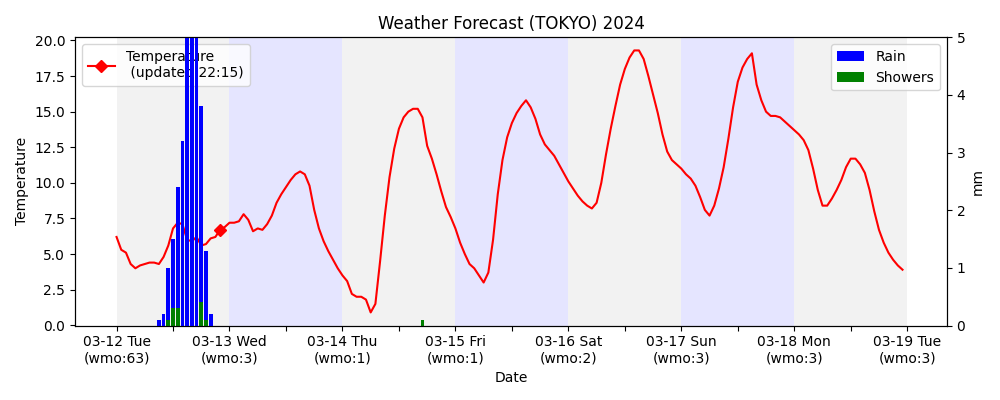 Weather Forecast (TOKYO) 2024
Temperature
(updated 22:15)
Rain
Showers
20.0
17.5
15.0
12.5
10.0
7.5
5.0
2.5
0.0
Temperature
5
4
3
2
1
0
mm
03-12 Tue 03-13 Wed 03-14 Thu 03-15 Fri 03-16 Sat 03-17 Sun 03-18 Mon 03-19 Tue
(wmo:63) (wmo:3) (wmo:1) (wmo:1) (wmo:2) (wmo:3) (wmo:3) (wmo:3)
Date